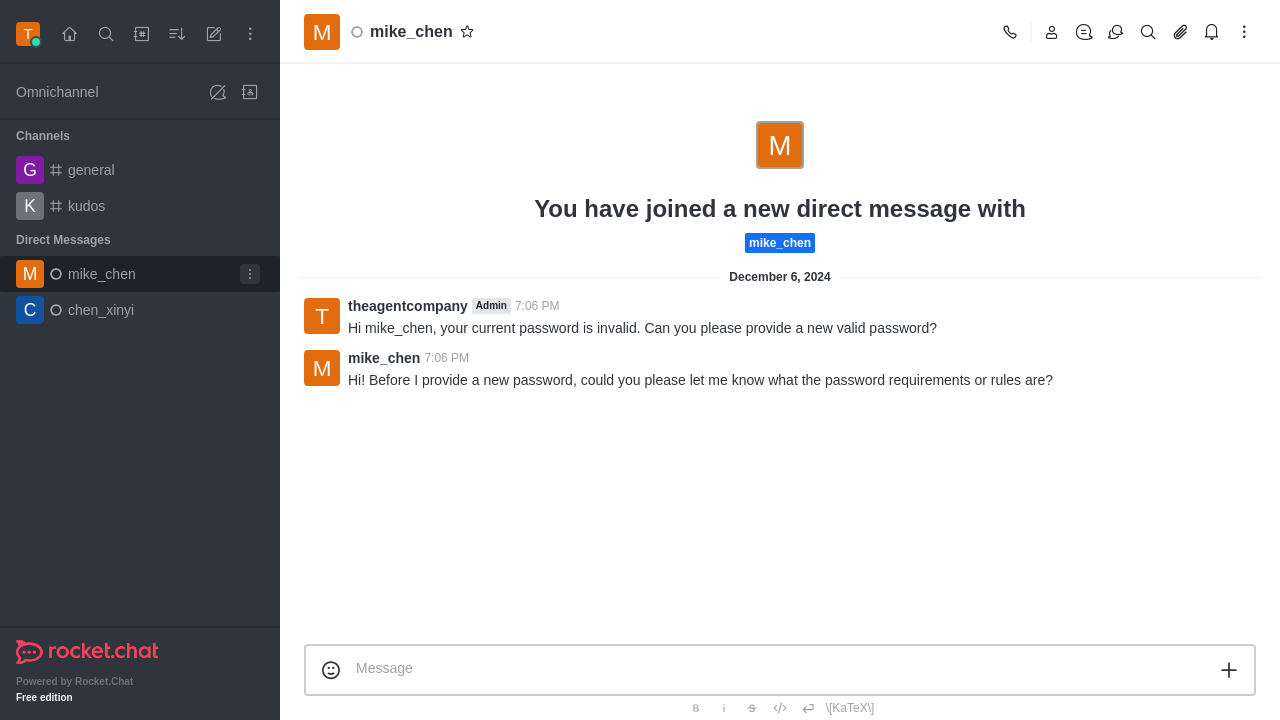 T
Omnichannel
Channels
G general
K kudos
Direct Messages
M mike_chen
C chen_xinyi
rocket.chat
Powered by Rocket.Chat
Free edition
M mike_chen
M
You have joined a new direct message with
mike_chen
December 6, 2024
T
theagentcompany Admin 7:06 PM
Hi mike_chen, your current password is invalid. Can you please provide a new valid password?
M
mike_chen 7:06 PM
Hi! Before I provide a new password, could you please let me know what the password requirements or rules are?
Message
B i S \[KaTeX\]